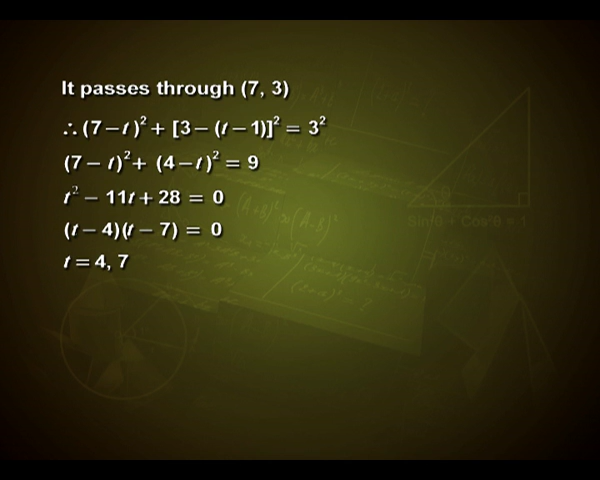 It passes through (7, 3)
∴ (7 – t)² + [3 – (t – 1)]² = 3²
(7 – t)² + (4 – t)² = 9
t² – 11t + 28 = 0
(t – 4)(t – 7) = 0
t = 4, 7